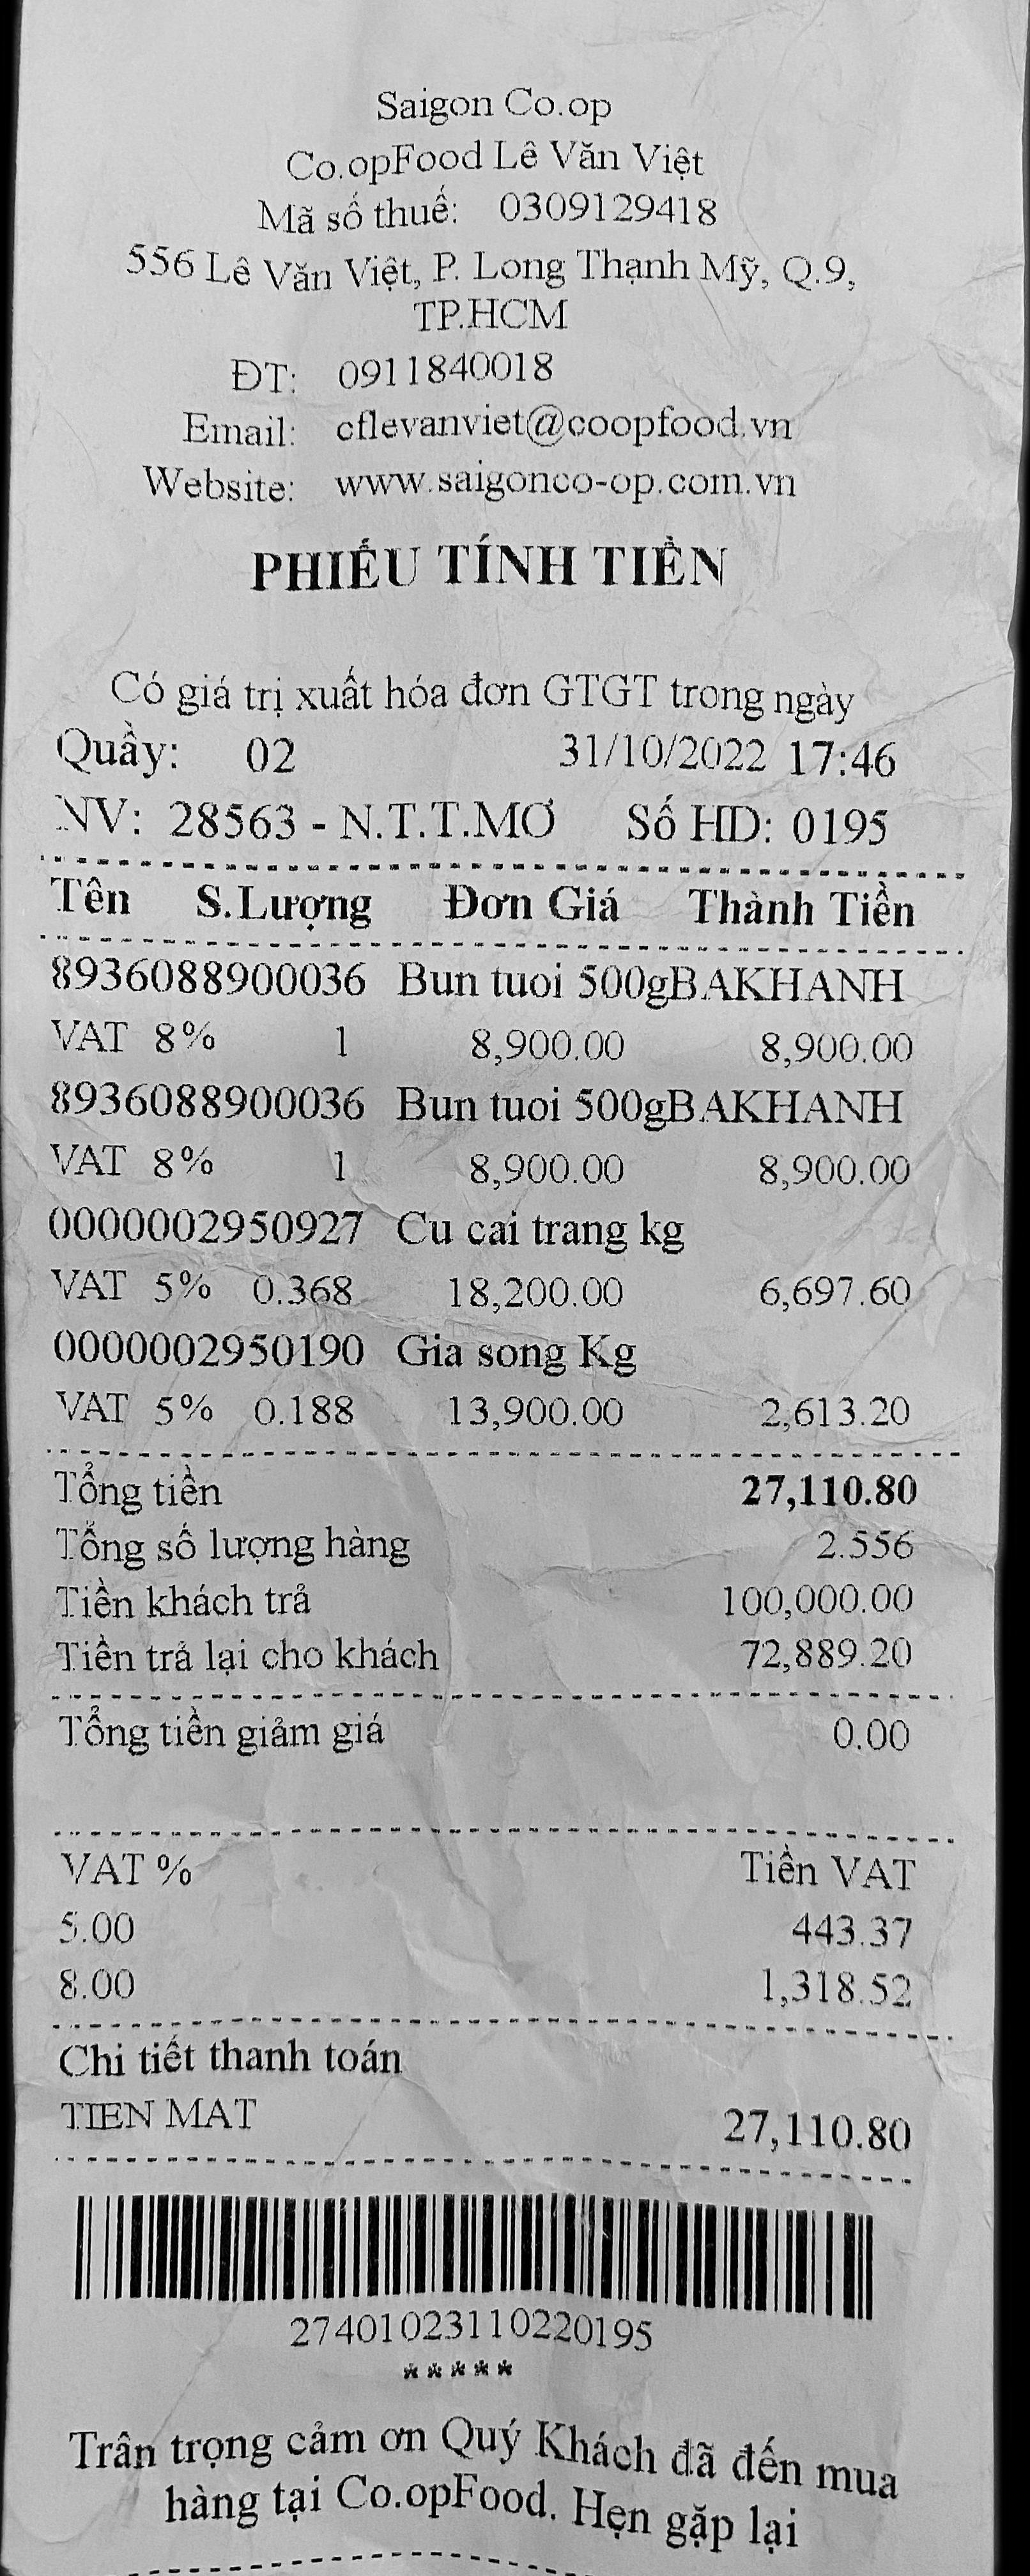 Saigon Co.op
Co.opFood Lê Văn Việt
Mã số thuế: 0309129418
556 Lê Văn Việt, P. Long Thạnh Mỹ, Q.9,
TP.HCM
ĐT: 0911840018
Email: cflevanviet@coopfood.vn
Website: www.saigonco-op.com.vn
PHIẾU TÍNH TIỀN
Có giá trị xuất hóa đơn GTGT trong ngày
Quầy: 02 31/10/2022 17:46
NV: 28563 - N.T.T.MƠ Số HD: 0195
Tên S.Lượng Đơn Giá Thành Tiền
8936088900036 Bun tuoi 500gBAKHANH
VAT 8% 1 8,900.00 8,900.00
8936088900036 Bun tuoi 500gBAKHANH
VAT 8% 1 8,900.00 8,900.00
0000002950927 Cu cai trang kg
VAT 5% 0.368 18,200.00 6,697.60
0000002950190 Gia song Kg
VAT 5% 0.188 13,900.00 2,613.20
Tổng tiền 27,110.80
Tổng số lượng hàng 2.556
Tiền khách trả 100,000.00
Tiền trả lại cho khách 72,889.20
Tổng tiền giảm giá 0.00
VAT % Tiền VAT
5.00 443.37
8.00 1,318.52
Chi tiết thanh toán
TIEN MAT 27,110.80
27401023110220195
*****
Trân trọng cảm ơn Quý Khách đã đến mua
hàng tại Co.opFood. Hẹn gặp lại